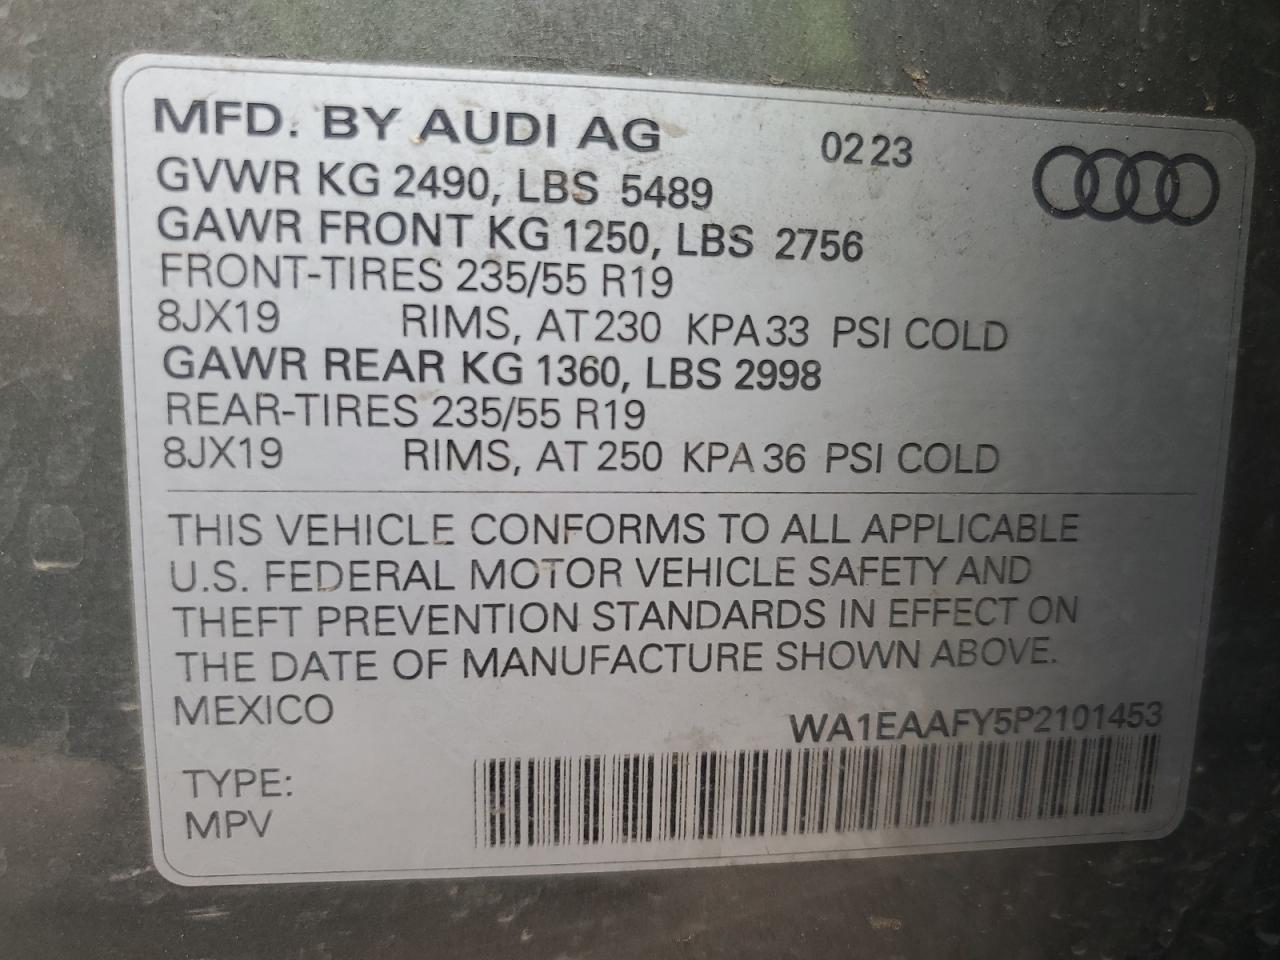 MFD. BY AUDI AG 02 23
GVWR KG 2490, LBS 5489
GAWR FRONT KG 1250, LBS 2756
FRONT-TIRES 235/55 R19
8JX19 RIMS, AT 230 KPA 33 PSI COLD
GAWR REAR KG 1360, LBS 2998
REAR-TIRES 235/55 R19
8JX19 RIMS, AT 250 KPA 36 PSI COLD
THIS VEHICLE CONFORMS TO ALL APPLICABLE
U.S. FEDERAL MOTOR VEHICLE SAFETY AND
THEFT PREVENTION STANDARDS IN EFFECT ON
THE DATE OF MANUFACTURE SHOWN ABOVE.
MEXICO
WA1EAAFY5P2101453
TYPE:
MPV